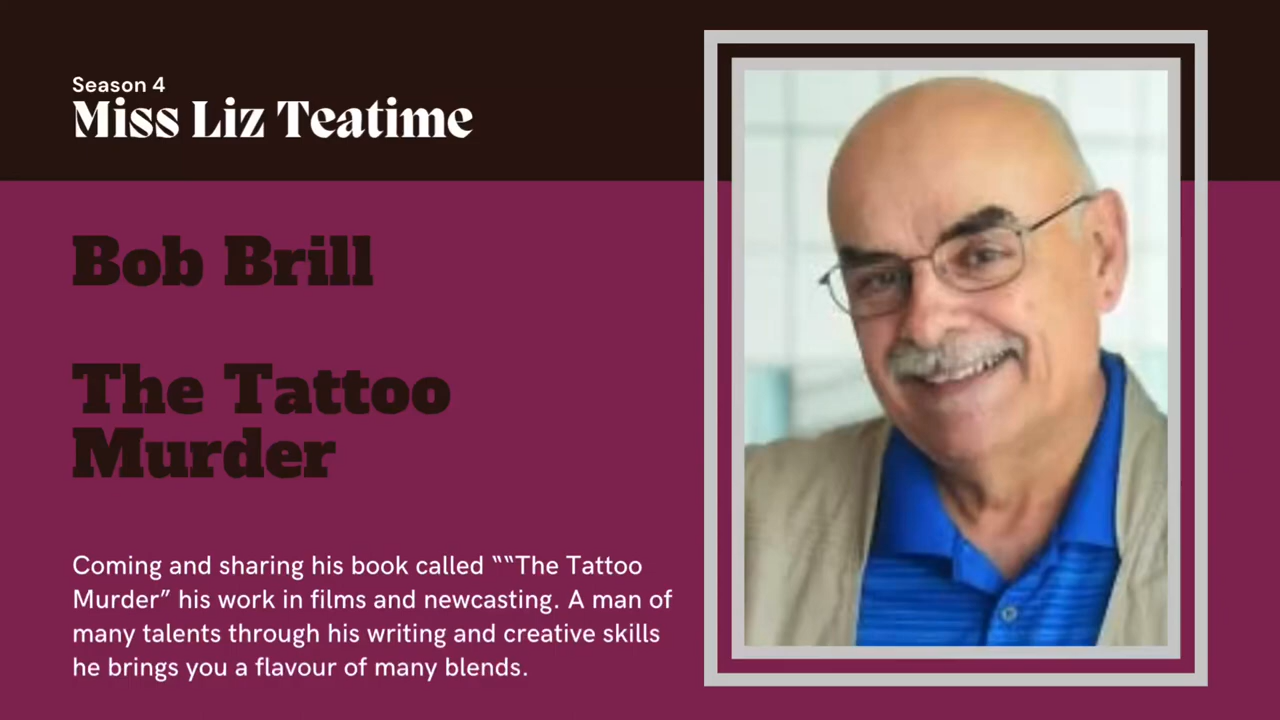 Season 4
Miss Liz Teatime
Bob Brill
The Tattoo
Murder
Coming and sharing his book called “‟The Tattoo
Murder” his work in films and newcasting. A man of
many talents through his writing and creative skills
he brings you a flavour of many blends.